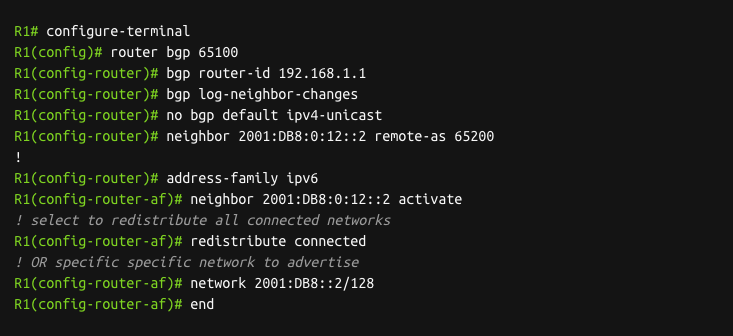 R1# configure-terminal
R1(config)# router bgp 65100
R1(config-router)# bgp router-id 192.168.1.1
R1(config-router)# bgp log-neighbor-changes
R1(config-router)# no bgp default ipv4-unicast
R1(config-router)# neighbor 2001:DB8:0:12::2 remote-as 65200
!
R1(config-router)# address-family ipv6
R1(config-router-af)# neighbor 2001:DB8:0:12::2 activate
! select to redistribute all connected networks
R1(config-router-af)# redistribute connected
! OR specific specific network to advertise
R1(config-router-af)# network 2001:DB8::2/128
R1(config-router-af)# end